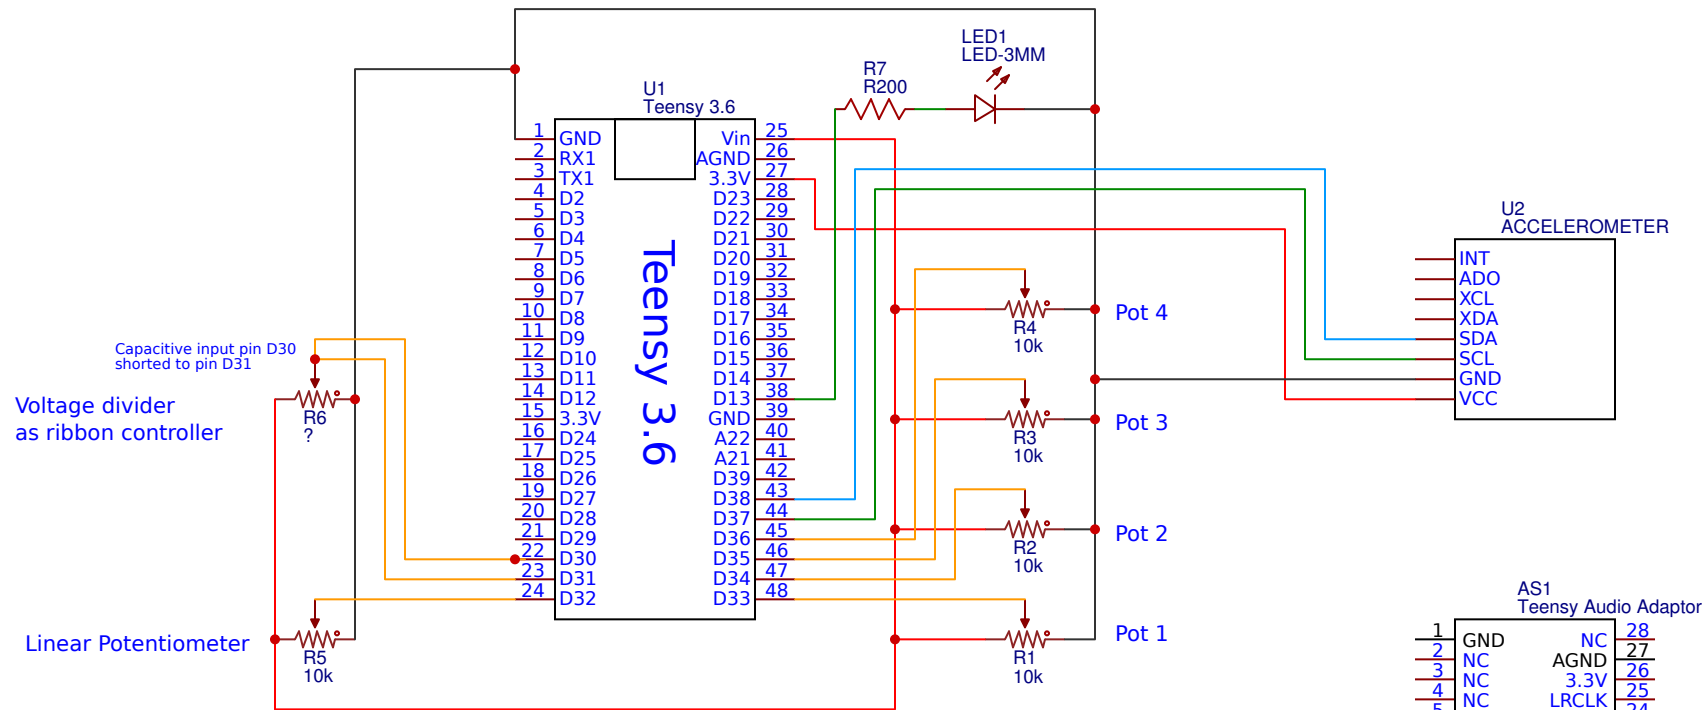 LED1
LED-3MM
R7
R200
U1
Teensy 3.6
1 GND Vin 25
2 RX1 AGND 26
3 TX1 3.3V 27
4 D2 D23 28
5 D3 D22 29
6 D4 D21 30
7 D5 D20 31
8 D6 D19 32
9 D7 D18 33
10 D8 D17 34
11 D9 D16 35
12 D10 D15 36
13 D11 D14 37
14 D12 D13 38
15 3.3V GND 39
16 D24 A22 40
17 D25 A21 41
18 D26 D39 42
19 D27 D38 43
20 D28 D37 44
21 D29 D36 45
22 D30 D35 46
23 D31 D34 47
24 D32 D33 48
Teensy 3.6
Capacitive input pin D30
shorted to pin D31
Voltage divider
as ribbon controller
R6
?
Linear Potentiometer
R5
10k
Pot 4
R4
10k
Pot 3
R3
10k
Pot 2
R2
10k
Pot 1
R1
10k
U2
ACCELEROMETER
INT
ADO
XCL
XDA
SDA
SCL
GND
VCC
AS1
Teensy Audio Adaptor
1 GND NC 28
2 NC AGND 27
3 NC 3.3V 26
4 NC LRCLK 25
5 24